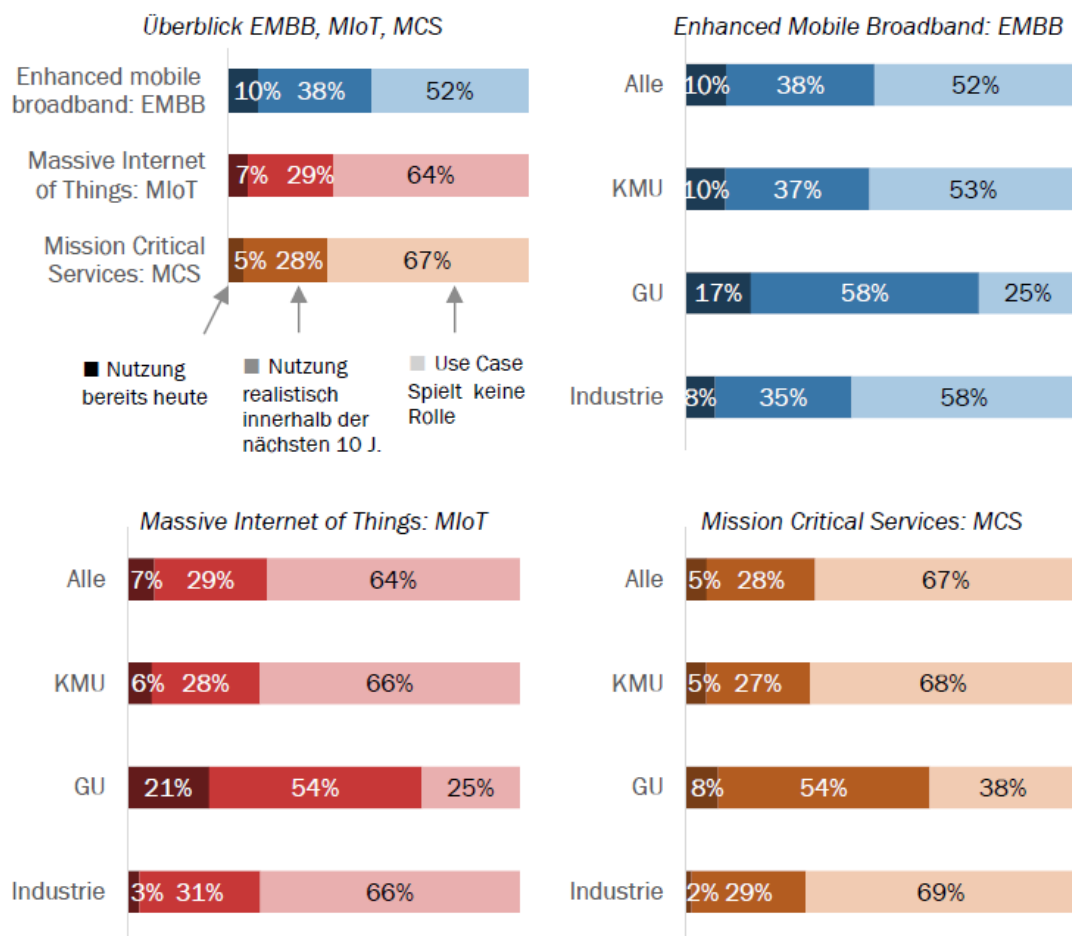 Überblick EMBB, MIoT, MCS
Enhanced mobile
broadband: EMBB
10% 38% 52%
Massive Internet
of Things: MIoT
7% 29% 64%
Mission Critical
Services: MCS
5% 28% 67%
Nutzung
bereits heute
Nutzung
realistisch
innerhalb der
nächsten 10 J.
Use Case
Spielt keine
Rolle
Enhanced Mobile Broadband: EMBB
Alle 10% 38% 52%
KMU 10% 37% 53%
GU 17% 58% 25%
Industrie 8% 35% 58%
Massive Internet of Things: MIoT
Alle 7% 29% 64%
KMU 6% 28% 66%
GU 21% 54% 25%
Industrie 3% 31% 66%
Mission Critical Services: MCS
Alle 5% 28% 67%
KMU 5% 27% 68%
GU 8% 54% 38%
Industrie 2% 29% 69%